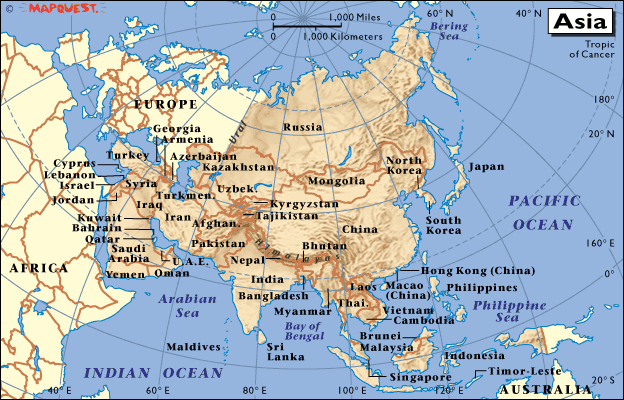 © MAPQUEST.
0 1,000 Miles
0 1,000 Kilometers
60°N
40°N
Bering
Sea
Asia
Tropic
of Cancer
180°
20°N
EUROPE
Ural
Russia
Georgia
Armenia
Turkey
Azerbaijan
Kazakhstan
Cyprus
Lebanon
Israel
Jordan
Syria
Turkmen.
Uzbek.
Mongolia
North
Korea
Japan
Iraq
Iran
Kyrgyzstan
Tajikistan
Afghan.
China
South
Korea
PACIFIC
OCEAN
Kuwait
Bahrain
Qatar
Pakistan
Himalayas
Bhutan
160°E
0°
Saudi
Arabia
U.A.E.
Nepal
AFRICA
Yemen
Oman
India
Laos
Hong Kong (China)
Macao
(China)
Philippines
Arabian
Sea
Bangladesh
Myanmar
Thai.
Vietnam
Cambodia
Philippine
Sea
Bay of
Bengal
Brunei
Malaysia
Maldives
Sri
Lanka
Indonesia
INDIAN OCEAN
Singapore
Timor-Leste
20°S
40°E
60°E
80°E
100°E
120°E
AUSTRALIA